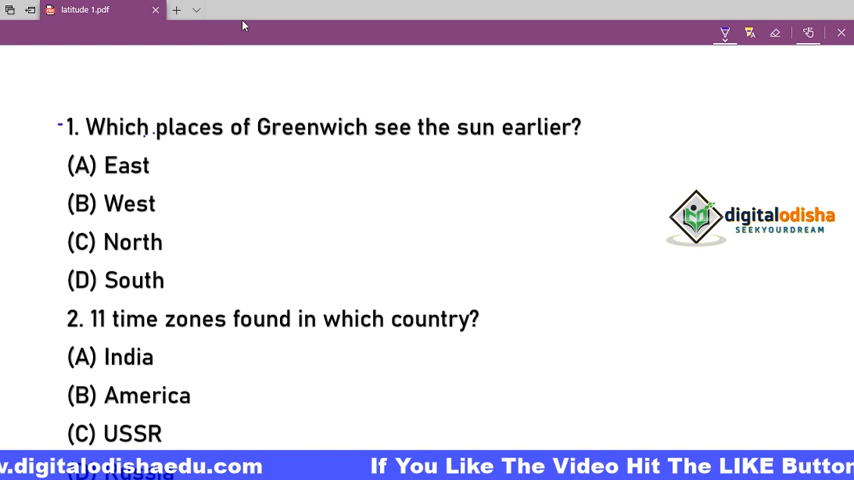 latitude 1.pdf
1. Which places of Greenwich see the sun earlier?
(A) East
(B) West
(C) North
(D) South
digitalodisha
SEEKYOURDREAM
2. 11 time zones found in which country?
(A) India
(B) America
(C) USSR
(D) Russia
w.digitalodishaedu.com If You Like The Video Hit The LIKE Button